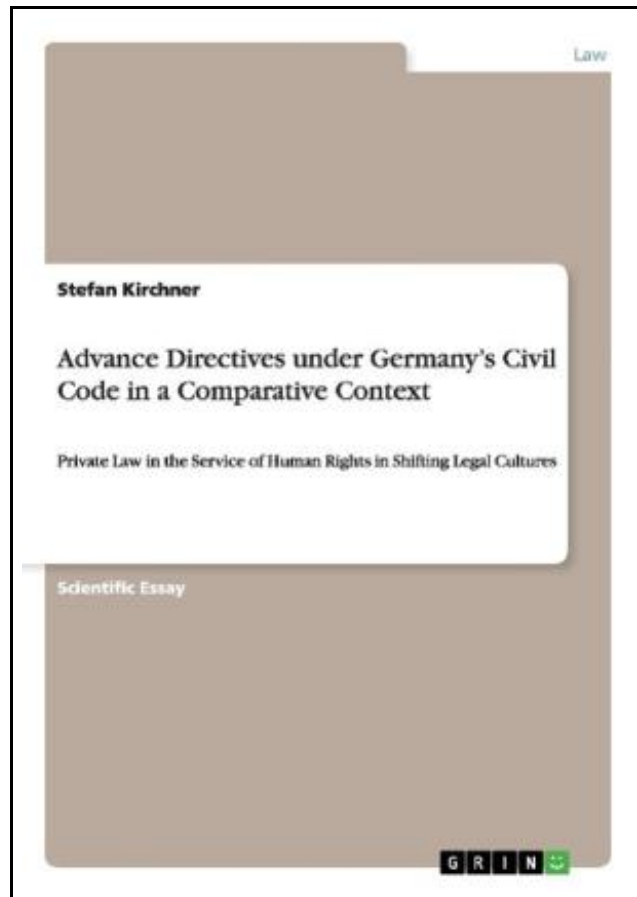 Law
Stefan Kirchner
Advance Directives under Germany's Civil
Code in a Comparative Context
Private Law in the Service of Human Rights in Shifting Legal Cultures
Scientific Essay
GRIN